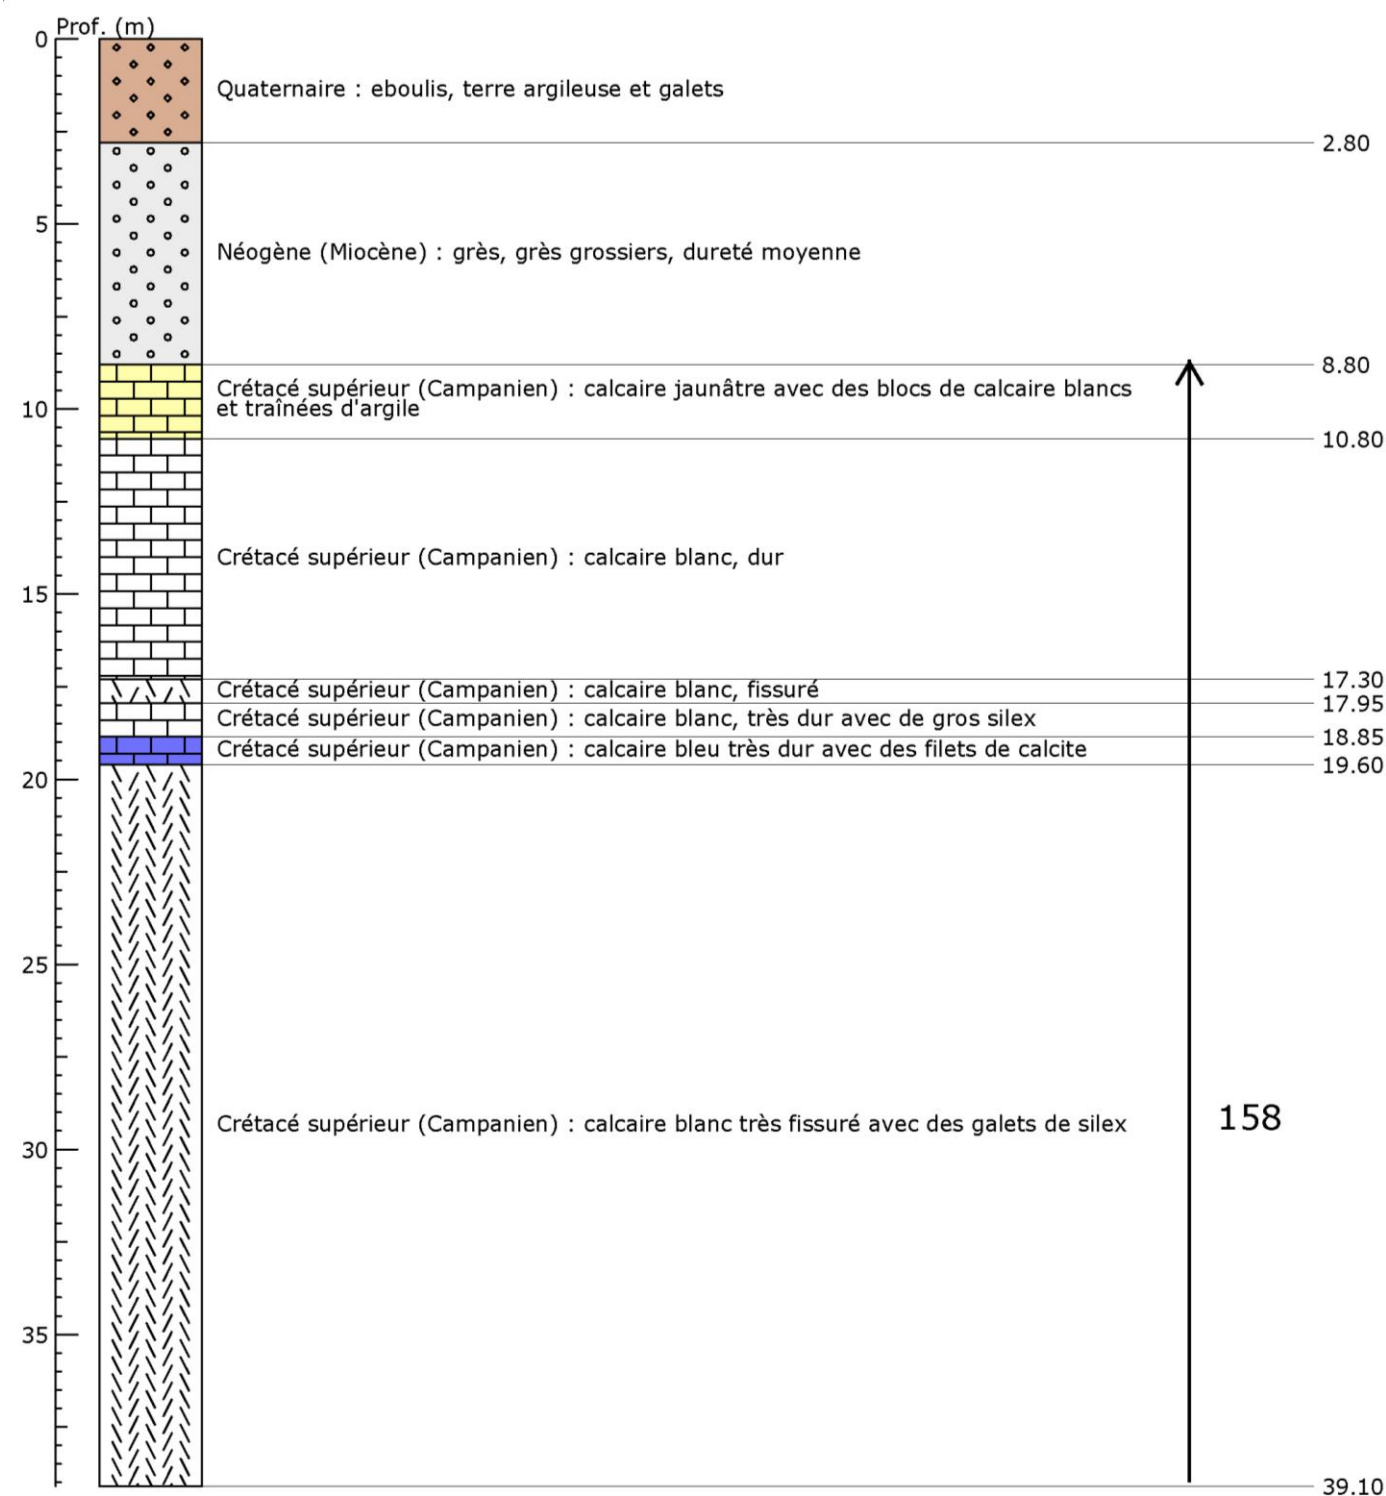 Prof. (m)
0
Quaternaire : eboulis, terre argileuse et galets
2.80
5
Néogène (Miocène) : grès, grès grossiers, dureté moyenne
8.80
Crétacé supérieur (Campanien) : calcaire jaunâtre avec des blocs de calcaire blancs
et traînées d'argile
10
10.80
Crétacé supérieur (Campanien) : calcaire blanc, dur
15
17.30
Crétacé supérieur (Campanien) : calcaire blanc, fissuré
17.95
Crétacé supérieur (Campanien) : calcaire blanc, très dur avec de gros silex
18.85
Crétacé supérieur (Campanien) : calcaire bleu très dur avec des filets de calcite
19.60
20
25
158
Crétacé supérieur (Campanien) : calcaire blanc très fissuré avec des galets de silex
30
35
39.10